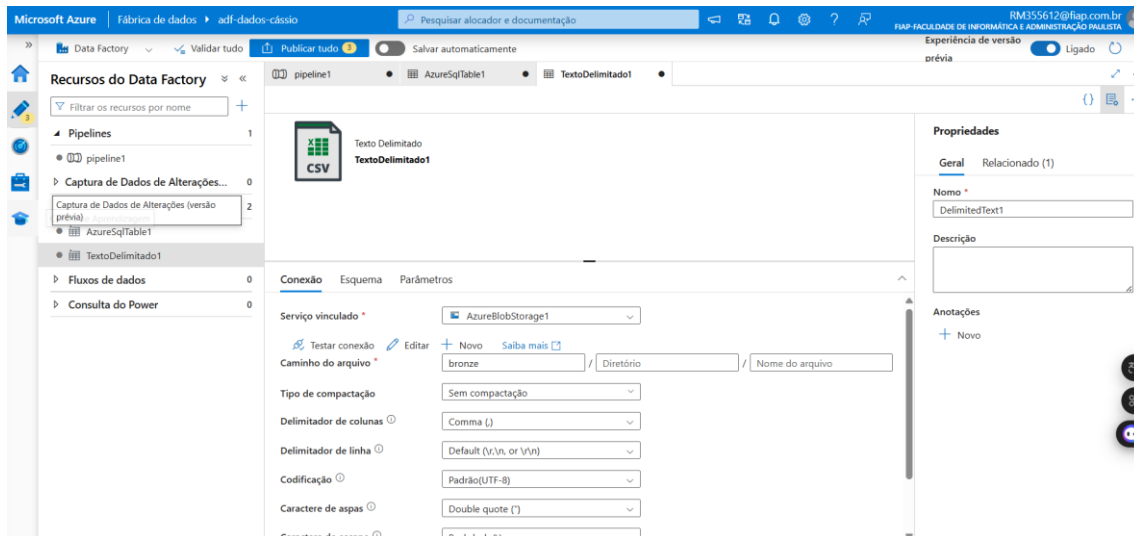 Microsoft Azure | Fábrica de dados ▸ adf-dados-cássio
Pesquisar alocador e documentação
RM355612@fiap.com.br
FIAP-FACULDADE DE INFORMÁTICA E ADMINISTRAÇÃO PAULISTA
Data Factory
Validar tudo
Publicar tudo 3
Salvar automaticamente
Experiência de versão prévia
Ligado
3
Recursos do Data Factory
Filtrar os recursos por nome
Pipelines 1
pipeline1
Captura de Dados de Alterações... 0
Captura de Dados de Alterações (versão
prévia)
2
AzureSqlTable1
TextoDelimitado1
Fluxos de dados 0
Consulta do Power 0
pipeline1
AzureSqlTable1
TextoDelimitado1
CSV
Texto Delimitado
TextoDelimitado1
Conexão Esquema Parâmetros
Serviço vinculado * AzureBlobStorage1
Testar conexão Editar Novo Saiba mais
Caminho do arquivo * bronze / Diretório / Nome do arquivo
Tipo de compactação Sem compactação
Delimitador de colunas Comma (,)
Delimitador de linha Default (\r,\n, or \r\n)
Codificação Padrão(UTF-8)
Caractere de aspas Double quote (")
Propriedades
Geral Relacionado (1)
Nome *
DelimitedText1
Descrição
Anotações
Novo